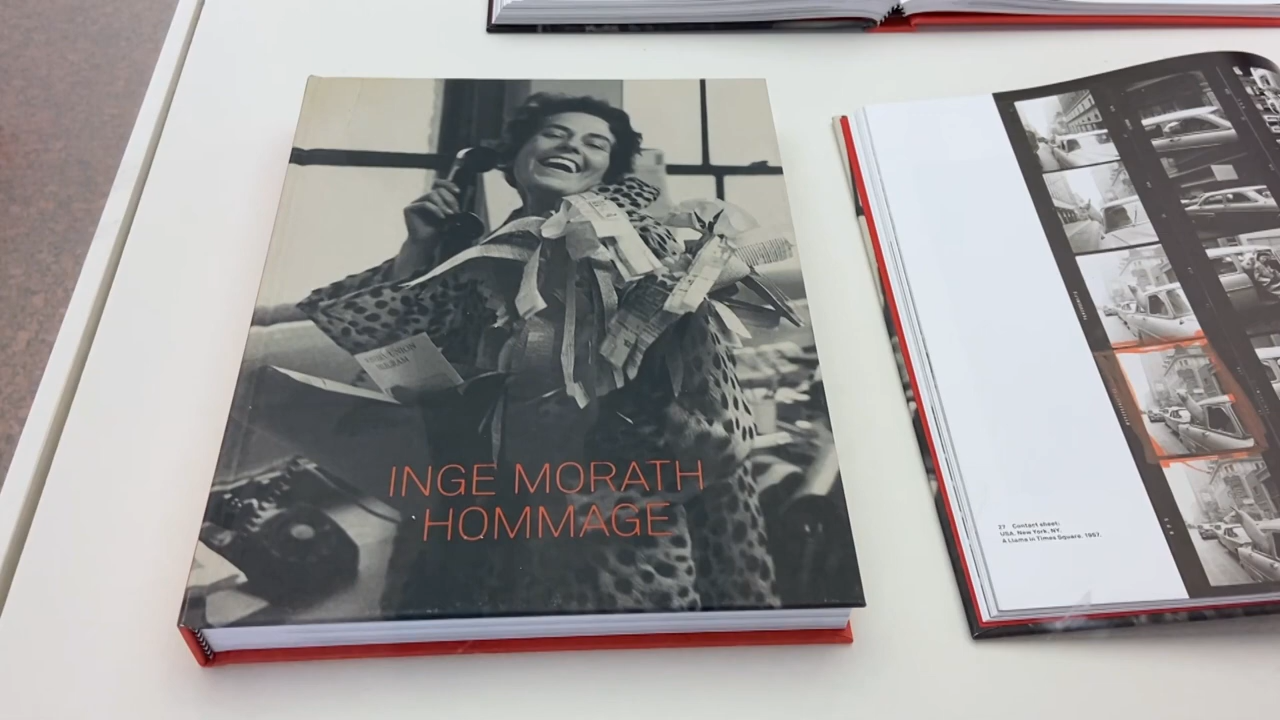 INGE MORATH
HOMMAGE
27 Contact sheet:
USA. New York, NY.
A Llama in Times Square. 1957.